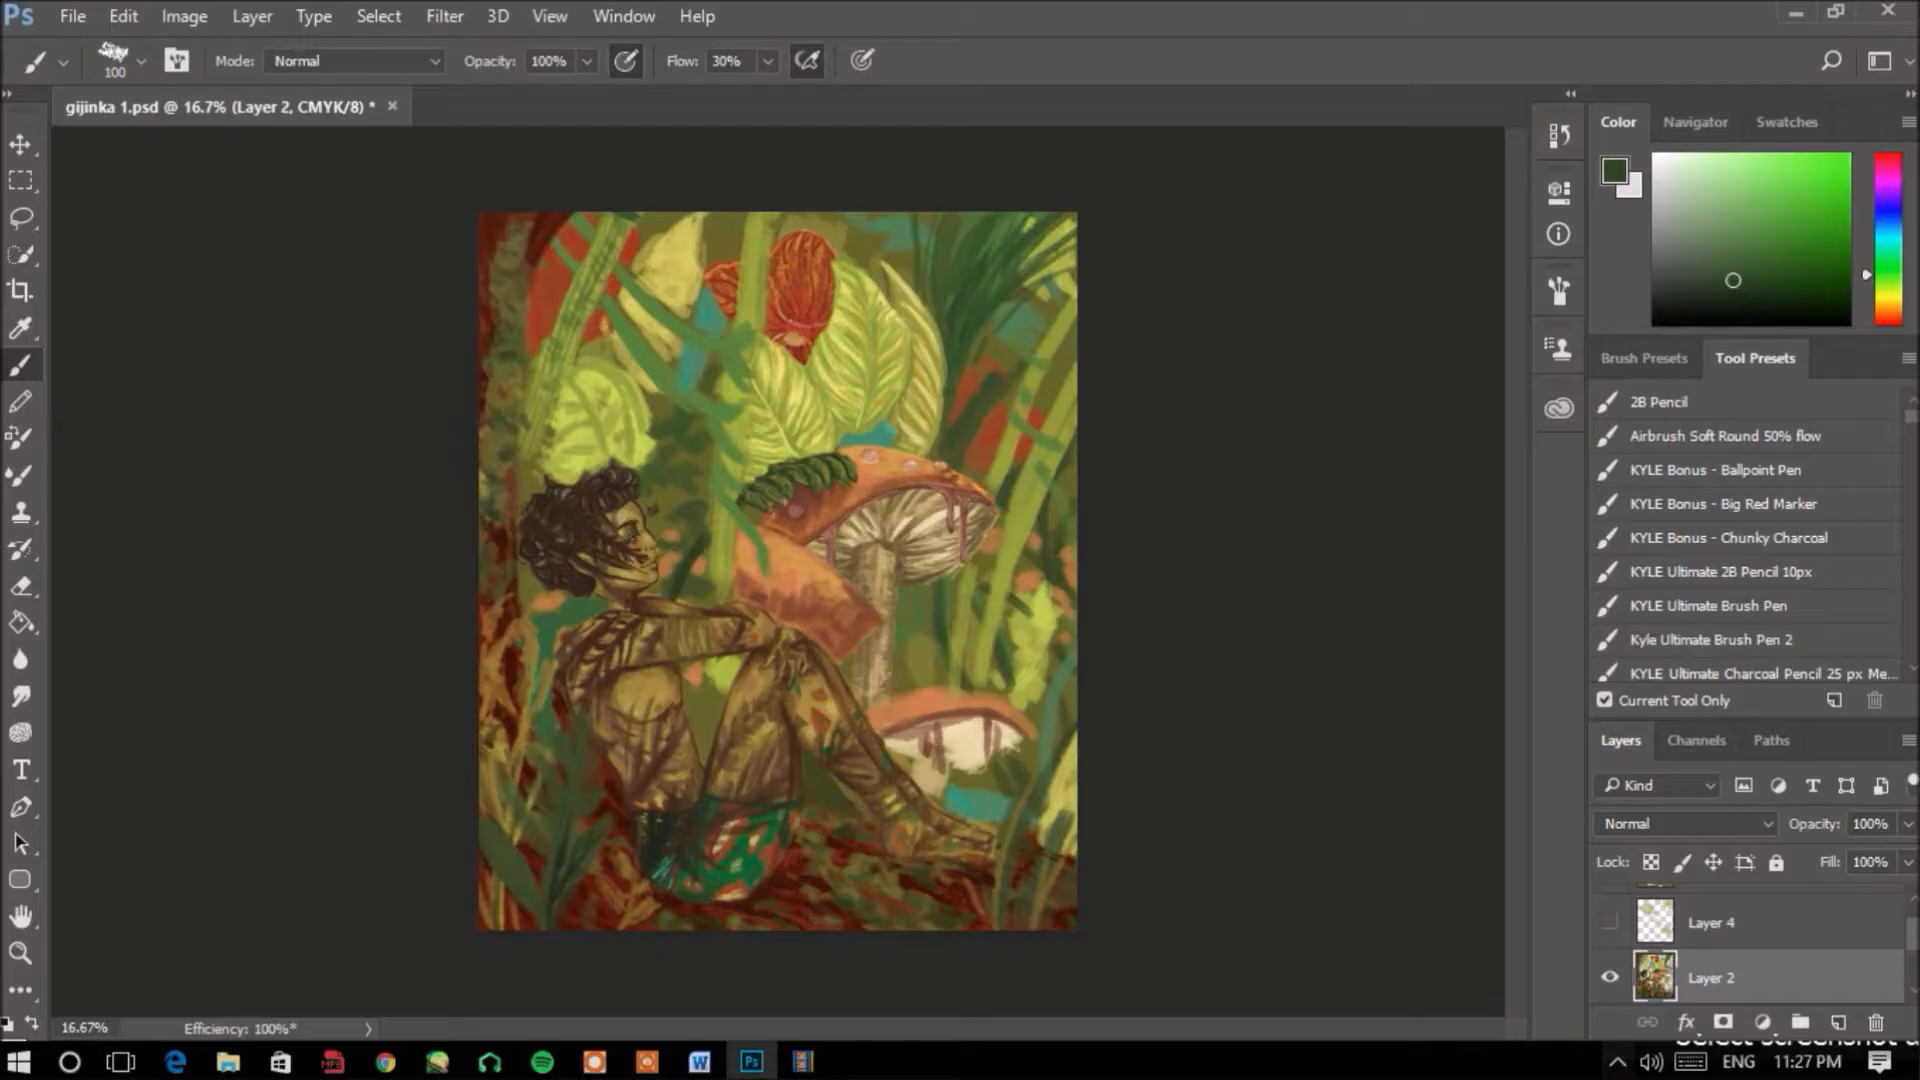 Ps File Edit Image Layer Type Select Filter 3D View Window Help
100 Mode: Normal Opacity: 100% Flow: 30%
gijinka 1.psd @ 16.7% (Layer 2, CMYK/8) *
Color Navigator Swatches
Brush Presets Tool Presets
2B Pencil
Airbrush Soft Round 50% flow
KYLE Bonus - Ballpoint Pen
KYLE Bonus - Big Red Marker
KYLE Bonus - Chunky Charcoal
KYLE Ultimate 2B Pencil 10px
KYLE Ultimate Brush Pen
Kyle Ultimate Brush Pen 2
KYLE Ultimate Charcoal Pencil 25 px Me...
Current Tool Only
Layers Channels Paths
Kind
Normal Opacity: 100%
Lock: Fill: 100%
Layer 4
Layer 2
16.67% Efficiency: 100%*
ENG 11:27 PM